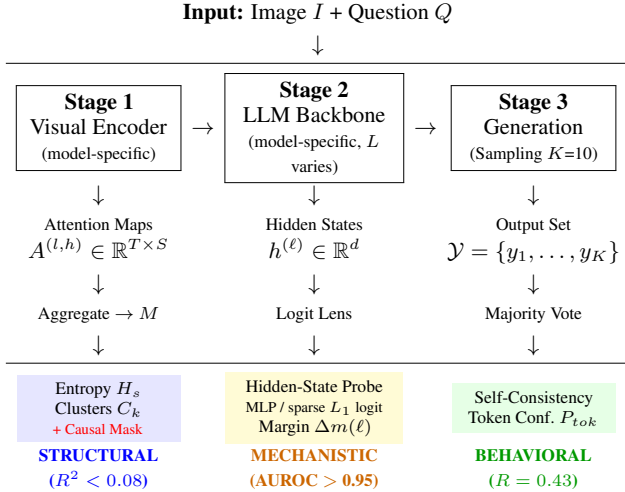 Input: Image I + Question Q
↓
Stage 1
Visual Encoder
(model-specific)
→
Stage 2
LLM Backbone
(model-specific, L
varies)
→
Stage 3
Generation
(Sampling K=10)
↓
Attention Maps
A^{(l,h)} ∈ ℝ^{T×S}
↓
Aggregate → M
↓
↓
Hidden States
h^{(ℓ)} ∈ ℝ^d
↓
Logit Lens
↓
↓
Output Set
𝒴 = {y_1, . . . , y_K}
↓
Majority Vote
↓
Entropy H_s
Clusters C_k
+ Causal Mask
STRUCTURAL
(R² < 0.08)
Hidden-State Probe
MLP / sparse L_1 logit
Margin Δm(ℓ)
MECHANISTIC
(AUROC > 0.95)
Self-Consistency
Token Conf. P_{tok}
BEHAVIORAL
(R = 0.43)